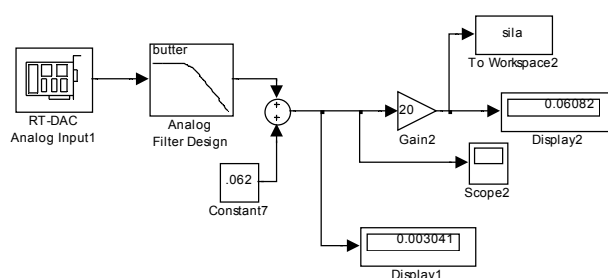 butter
RT-DAC
Analog Input1
Analog
Filter Design
+
+
.062
Constant7
20
Gain2
sila
To Workspace2
0.06082
Display2
Scope2
0.003041
Display1